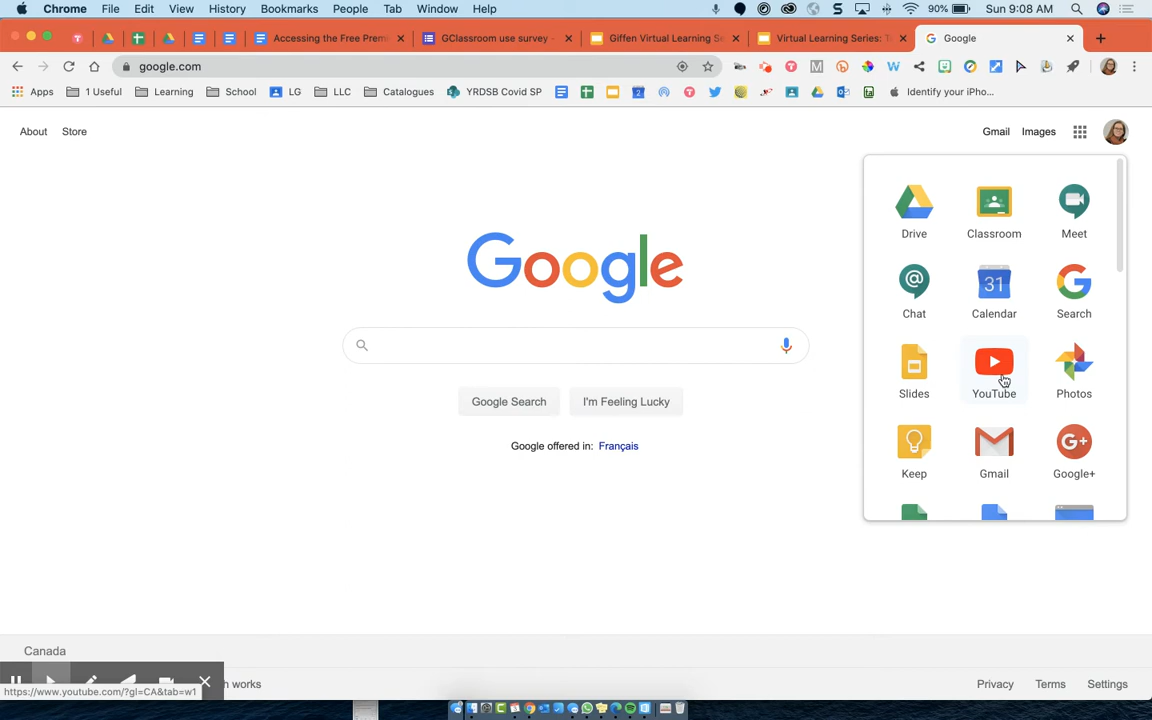 Chrome File Edit View History Bookmarks People Tab Window Help 90% Sun 9:08 AM
Accessing the Free Prem GClassroom use survey - Giffen Virtual Learning Se Virtual Learning Series: T Google
google.com
Apps 1 Useful Learning School LG LLC Catalogues YRDSB Covid SP Identify your iPho...
About Store Gmail Images
Drive Classroom Meet
Google
Chat Calendar Search
31
Slides YouTube Photos
Google Search I'm Feeling Lucky
Google offered in: Français
Keep Gmail Google+
G+
Canada
h works Privacy Terms Settings
https://www.youtube.com/?gl=CA&tab=w1